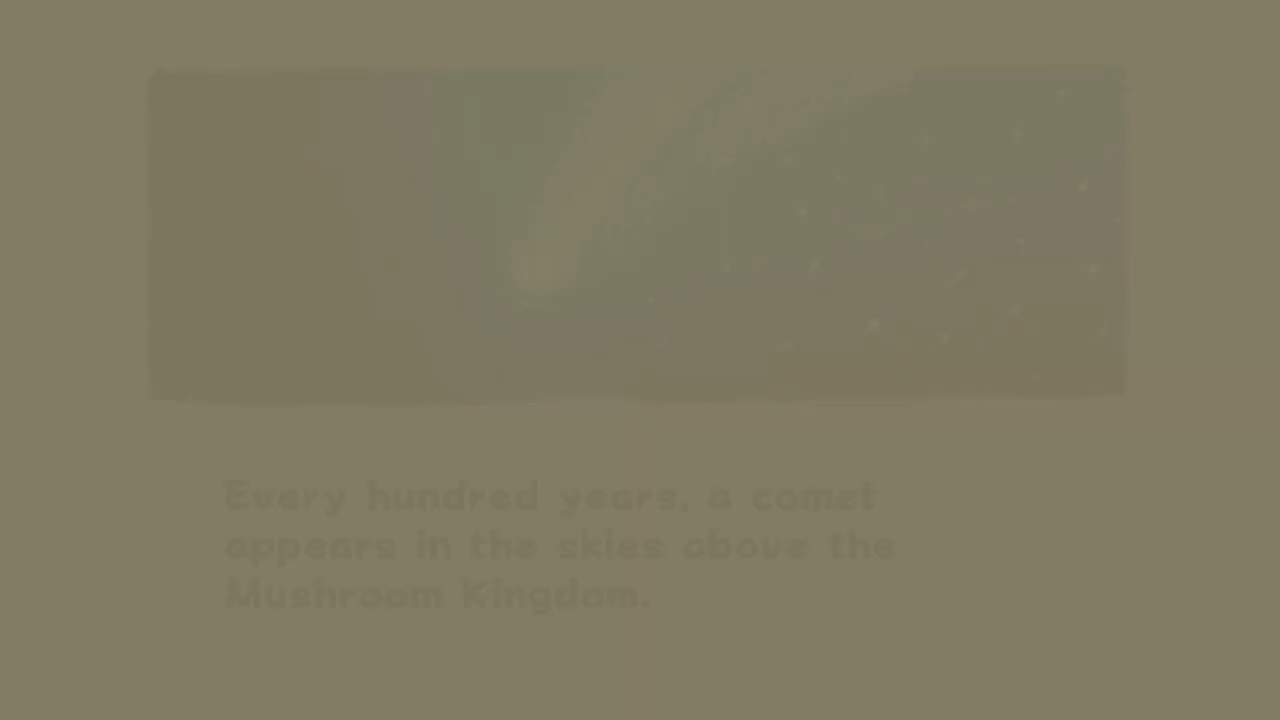 Every hundred years, a comet
appears in the skies above the
Mushroom Kingdom.